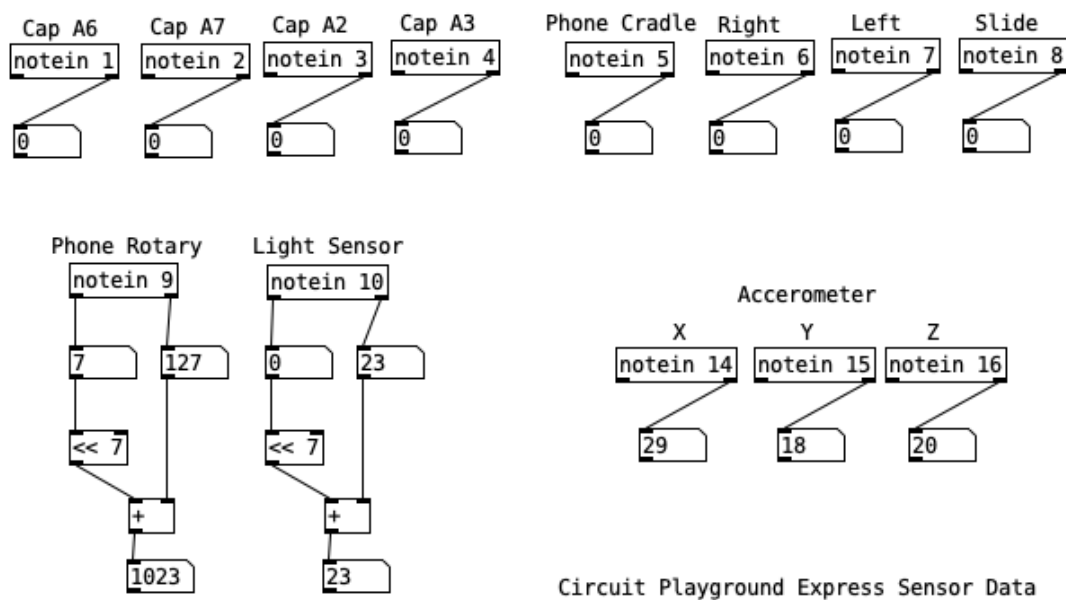 Cap A6 Cap A7 Cap A2 Cap A3 Phone Cradle Right Left Slide
notein 1 notein 2 notein 3 notein 4 notein 5 notein 6 notein 7 notein 8
0 0 0 0 0 0 0 0
Phone Rotary Light Sensor
notein 9 notein 10
7 127 0 23
<< 7 << 7
+ +
1023 23
Accerometer
X Y Z
notein 14 notein 15 notein 16
29 18 20
Circuit Playground Express Sensor Data